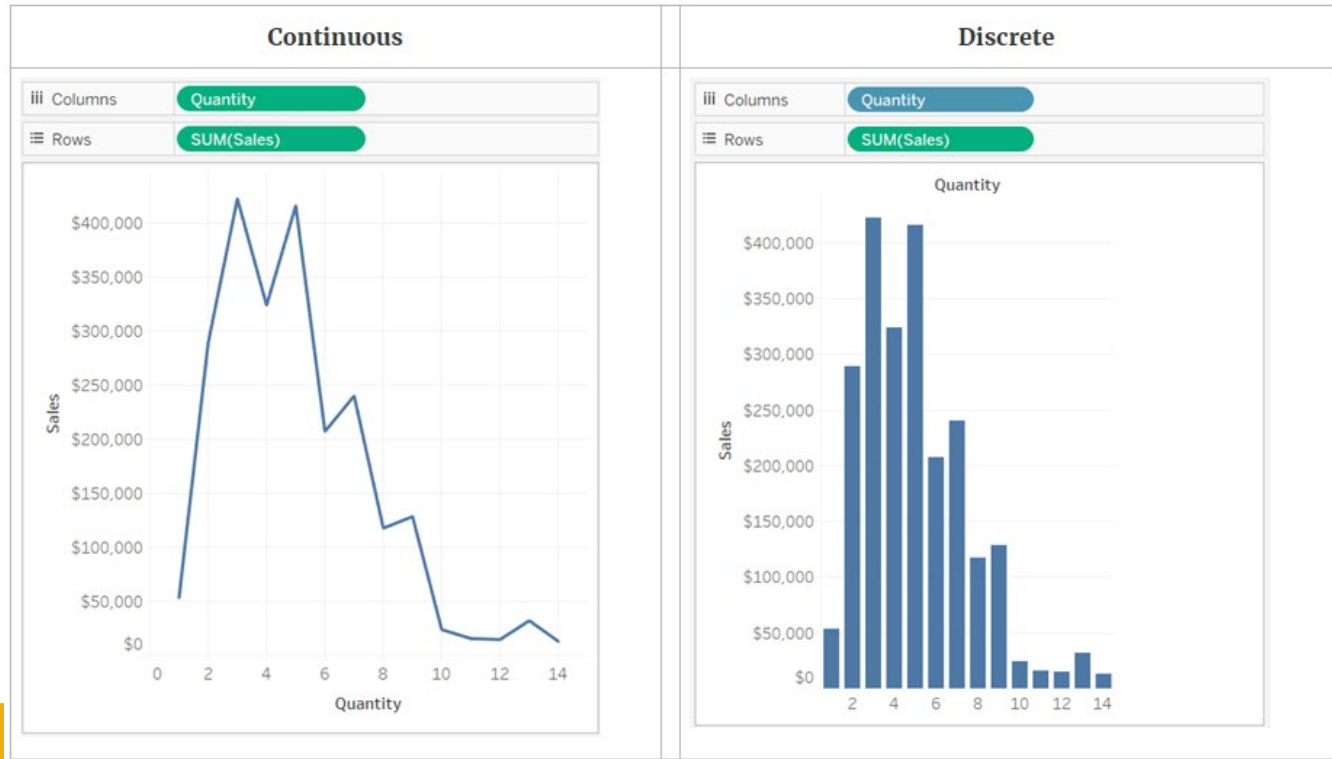 Continuous
Columns Quantity
Rows SUM(Sales)
$400,000
$350,000
$300,000
$250,000
$200,000
$150,000
$100,000
$50,000
$0
Sales
0 2 4 6 8 10 12 14
Quantity
Discrete
Columns Quantity
Rows SUM(Sales)
Quantity
$400,000
$350,000
$300,000
$250,000
$200,000
$150,000
$100,000
$50,000
$0
Sales
2 4 6 8 10 12 14